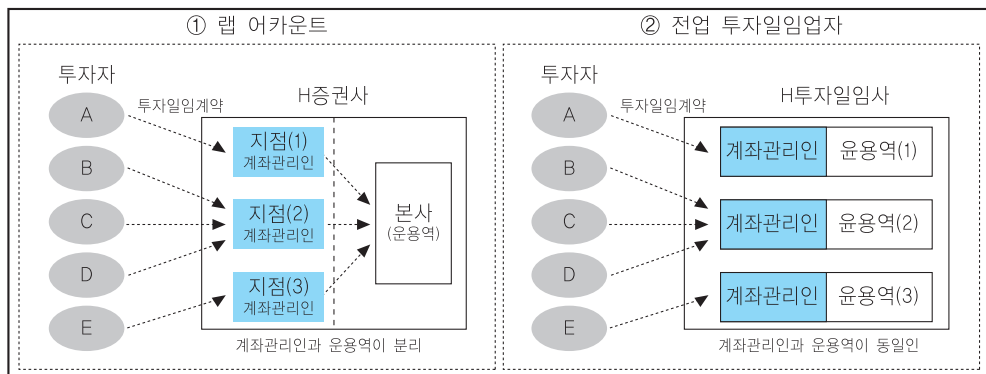 ① 랩 어카운트
투자자
투자일임계약
H증권사
A
B
C
D
E
지점(1)
계좌관리인
지점(2)
계좌관리인
지점(3)
계좌관리인
본사
(운용역)
계좌관리인과 운용역이 분리
② 전업 투자일임업자
투자자
투자일임계약
H투자일임사
A
B
C
D
E
계좌관리인 운용역(1)
계좌관리인 운용역(2)
계좌관리인 운용역(3)
계좌관리인과 운용역이 동일인